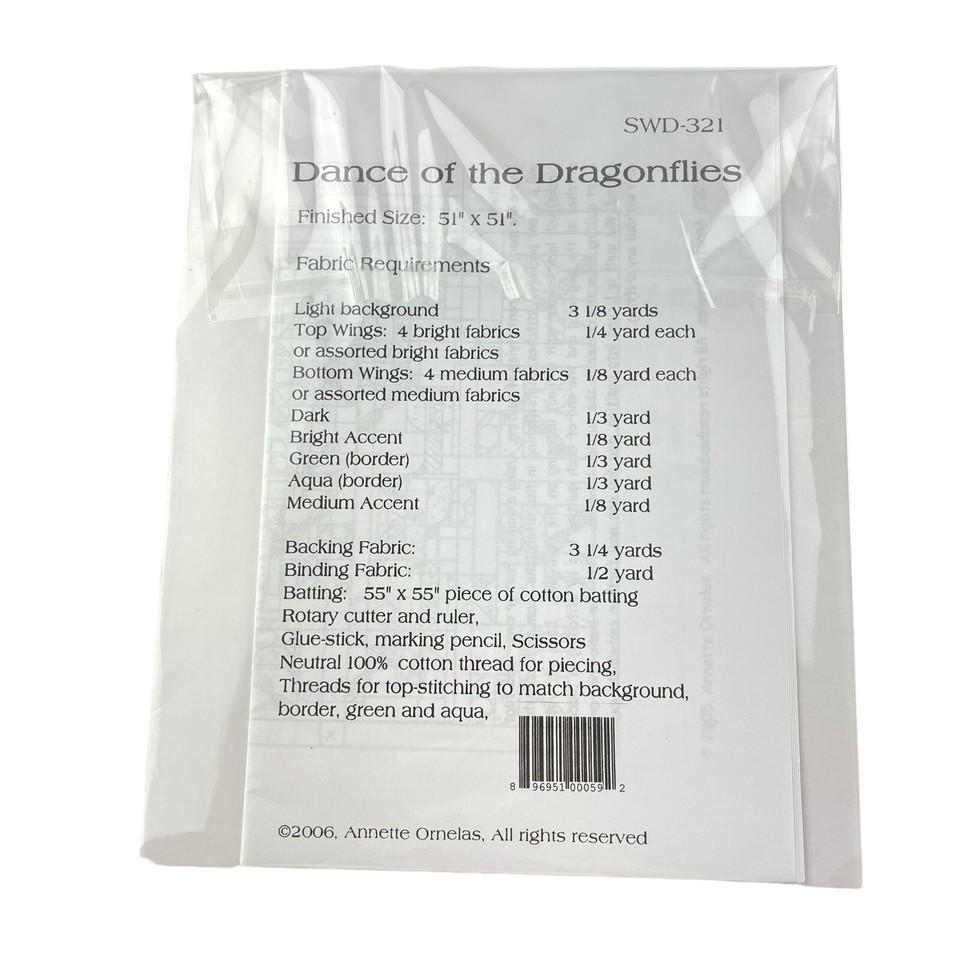 SWD-321
Dance of the Dragonflies
Finished Size: 51" x 51".
Fabric Requirements
Light background 3 1/8 yards
Top Wings: 4 bright fabrics 1/4 yard each
or assorted bright fabrics
Bottom Wings: 4 medium fabrics 1/8 yard each
or assorted medium fabrics
Dark 1/3 yard
Bright Accent 1/8 yard
Green (border) 1/3 yard
Aqua (border) 1/3 yard
Medium Accent 1/8 yard
Backing Fabric: 3 1/4 yards
Binding Fabric: 1/2 yard
Batting: 55" x 55" piece of cotton batting
Rotary cutter and ruler,
Glue-stick, marking pencil, Scissors
Neutral 100% cotton thread for piecing,
Threads for top-stitching to match background,
border, green and aqua,
8 96951 00059 2
©2006, Annette Ornelas, All rights reserved